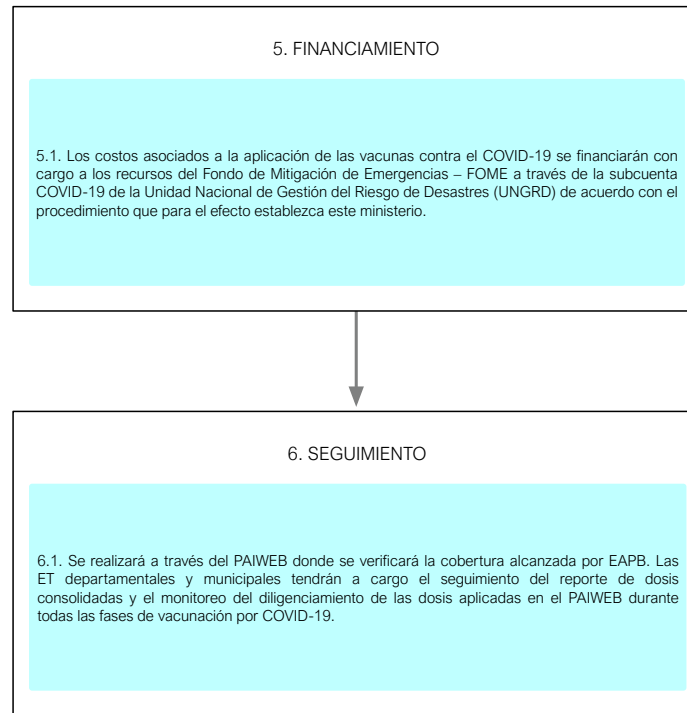 5. FINANCIAMIENTO
5.1. Los costos asociados a la aplicación de las vacunas contra el COVID-19 se financiarán con
cargo a los recursos del Fondo de Mitigación de Emergencias – FOME a través de la subcuenta
COVID-19 de la Unidad Nacional de Gestión del Riesgo de Desastres (UNGRD) de acuerdo con el
procedimiento que para el efecto establezca este ministerio.
6. SEGUIMIENTO
6.1. Se realizará a través del PAIWEB donde se verificará la cobertura alcanzada por EAPB. Las
ET departamentales y municipales tendrán a cargo el seguimiento del reporte de dosis
consolidadas y el monitoreo del diligenciamiento de las dosis aplicadas en el PAIWEB durante
todas las fases de vacunación por COVID-19.